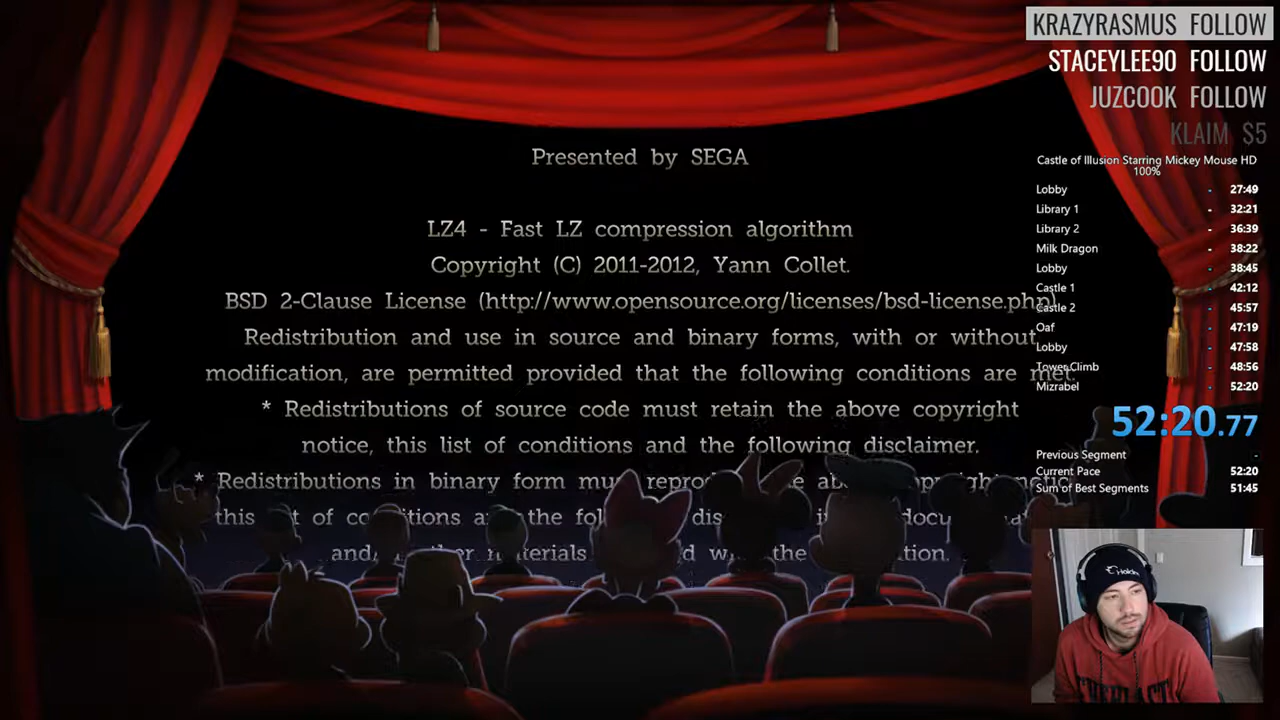 KRAZYRASMUS FOLLOW
STACEYLEE90 FOLLOW
JUZCOOK FOLLOW
KLAIM $5
Castle of Illusion Starring Mickey Mouse HD
100%
Lobby - 27:49
Library 1 - 32:21
Library 2 - 36:39
Milk Dragon - 38:22
Lobby - 38:45
Castle 1 - 42:12
Castle 2 - 45:57
Oaf - 47:19
Lobby - 47:58
Tower Climb - 48:56
Mizrabel - 52:20
52:20.77
Previous Segment -
Current Pace 52:20
Sum of Best Segments 51:45
Presented by SEGA
LZ4 - Fast LZ compression algorithm
Copyright (C) 2011-2012, Yann Collet.
BSD 2-Clause License (http://www.opensource.org/licenses/bsd-license.php)
Redistribution and use in source and binary forms, with or without
modification, are permitted provided that the following conditions are met:
* Redistributions of source code must retain the above copyright
notice, this list of conditions and the following disclaimer.
* Redistributions in binary form must
this of the
and the